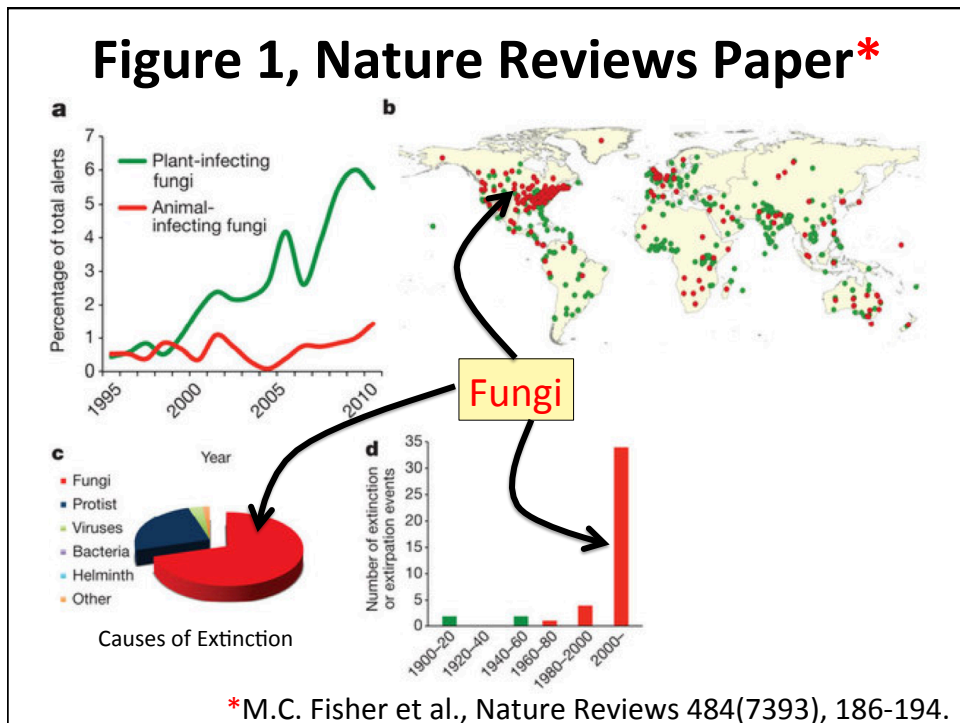 Figure 1, Nature Reviews Paper*
a
7
6
5
4
3
2
1
0
Percentage of total alerts
Plant-infecting
fungi
Animal-
infecting fungi
1995
2000
2005
2010
Year
b
Fungi
c
Fungi
Protist
Viruses
Bacteria
Helminth
Other
Causes of Extinction
d
35
30
25
20
15
10
5
0
Number of extinction
or extirpation events
1900–20
1920–40
1940–60
1960–80
1980–2000
2000–
*M.C. Fisher et al., Nature Reviews 484(7393), 186-194.